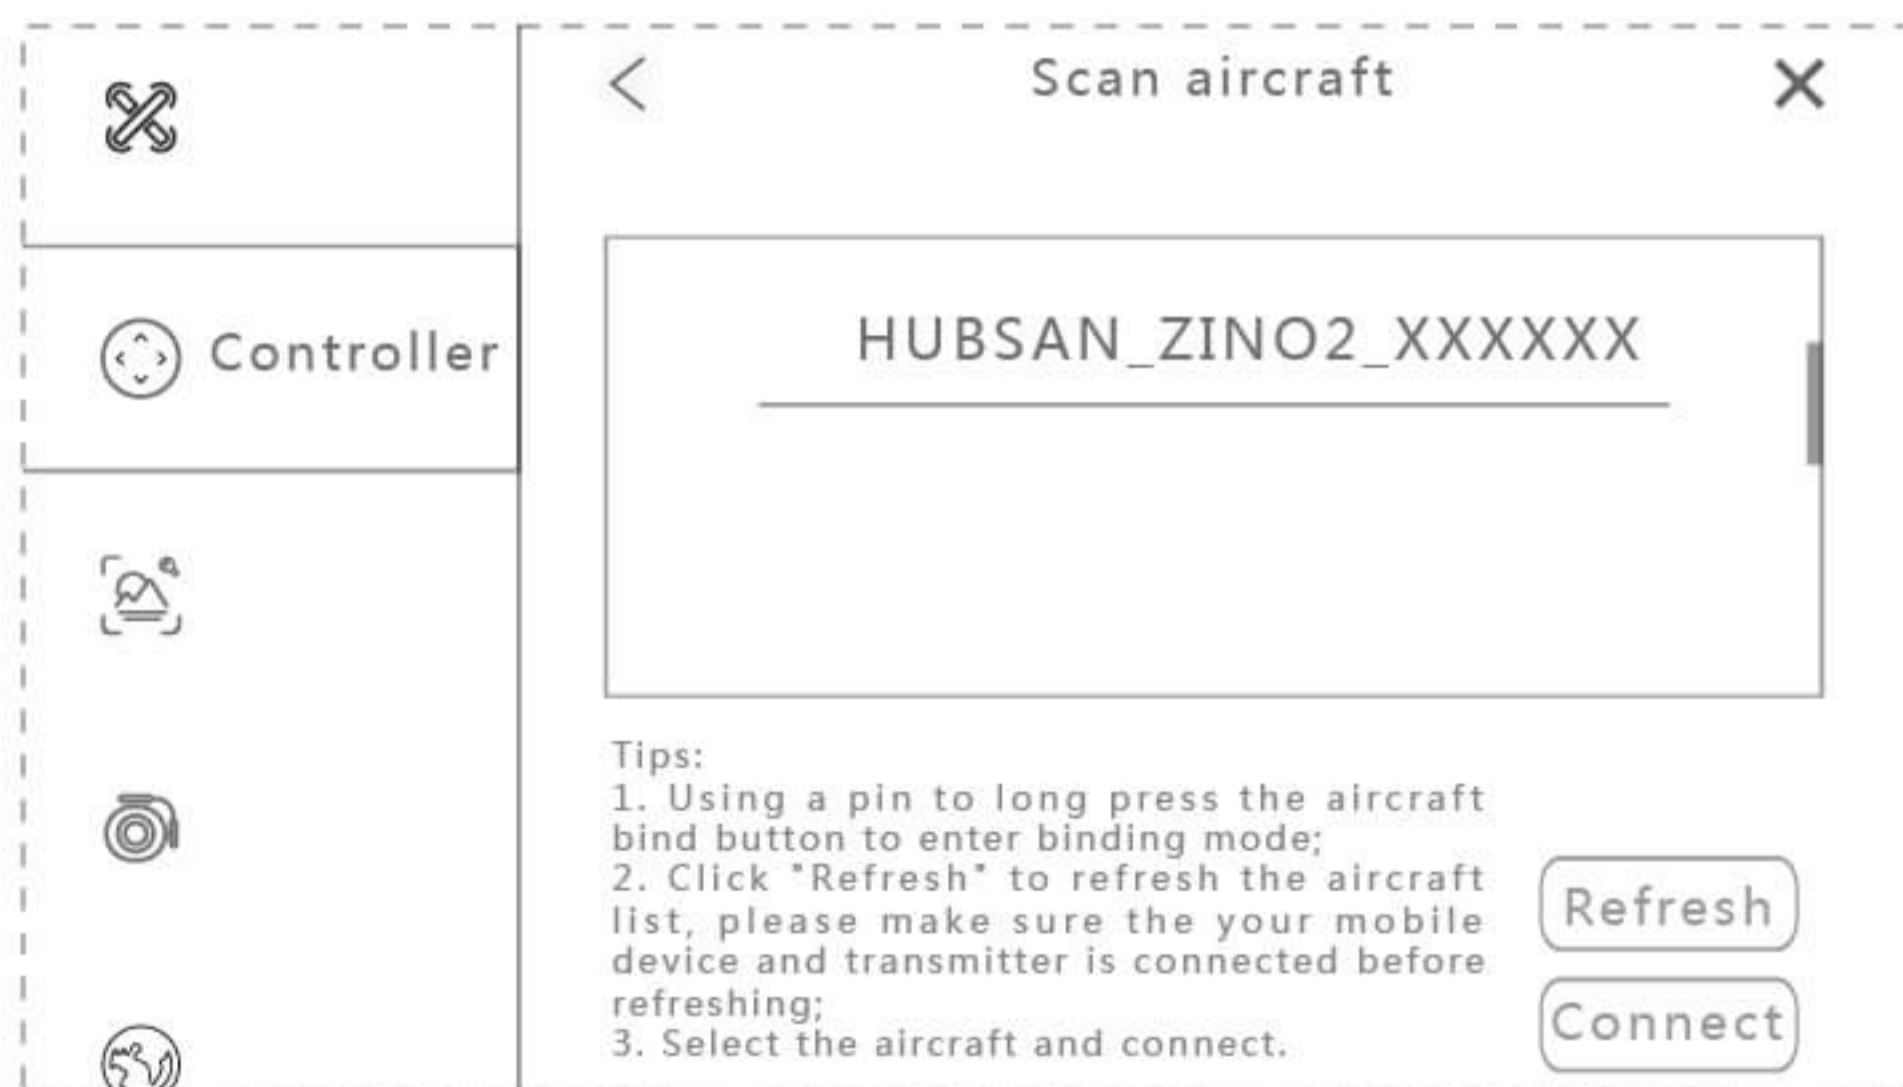 Scan aircraft
Controller
HUBSAN_ZINO2_XXXXXX
Tips:
1. Using a pin to long press the aircraft
bind button to enter binding mode;
2. Click "Refresh" to refresh the aircraft
list, please make sure the your mobile
device and transmitter is connected before
refreshing;
3. Select the aircraft and connect.
Refresh
Connect